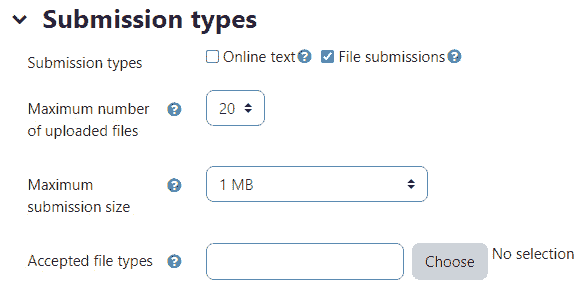 Submission types
Submission types Online text File submissions
Maximum number
of uploaded files
20
Maximum
submission size
1 MB
Accepted file types Choose No selection